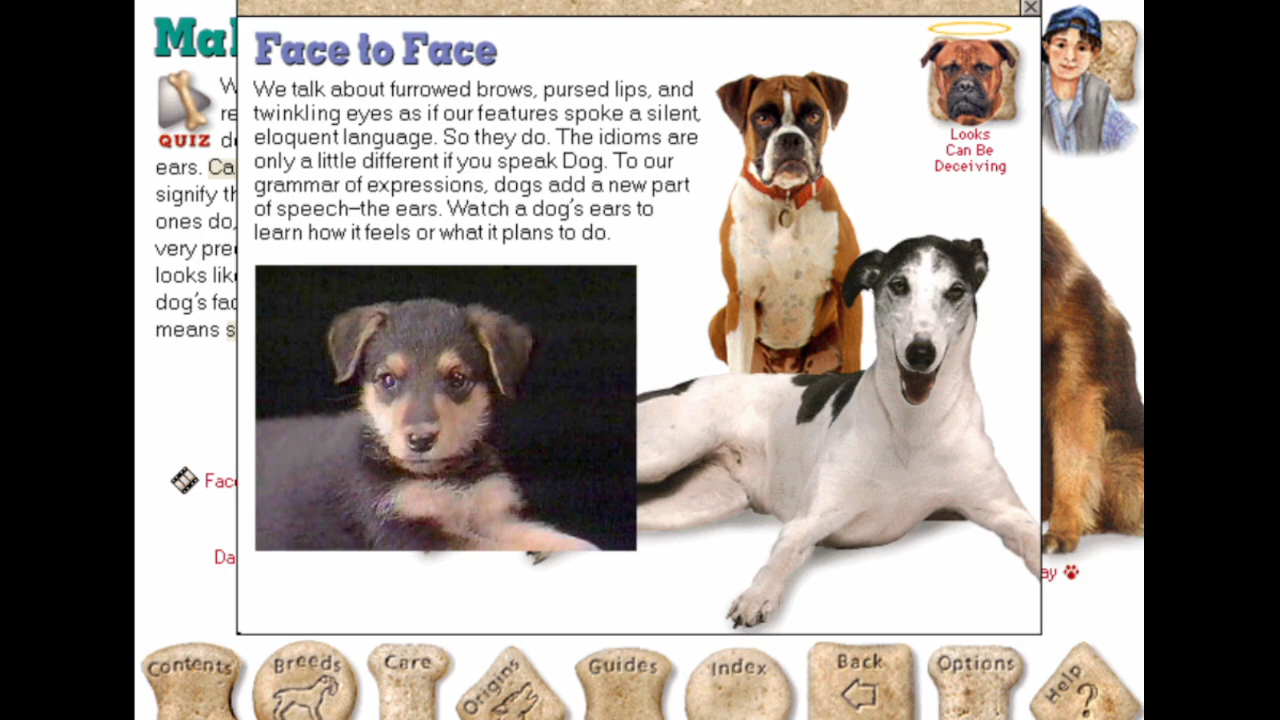 Face to Face
We talk about furrowed brows, pursed lips, and
twinkling eyes as if our features spoke a silent,
eloquent language. So they do. The idioms are
only a little different if you speak Dog. To our
grammar of expressions, dogs add a new part
of speech–the ears. Watch a dog's ears to
learn how it feels or what it plans to do.
Looks
Can Be
Deceiving
QUIZ
ears.
signify
ones do,
very
looks
dog's
means
Contents
Breeds
Care
Origins
Guides
Index
Back
Options
Help
?